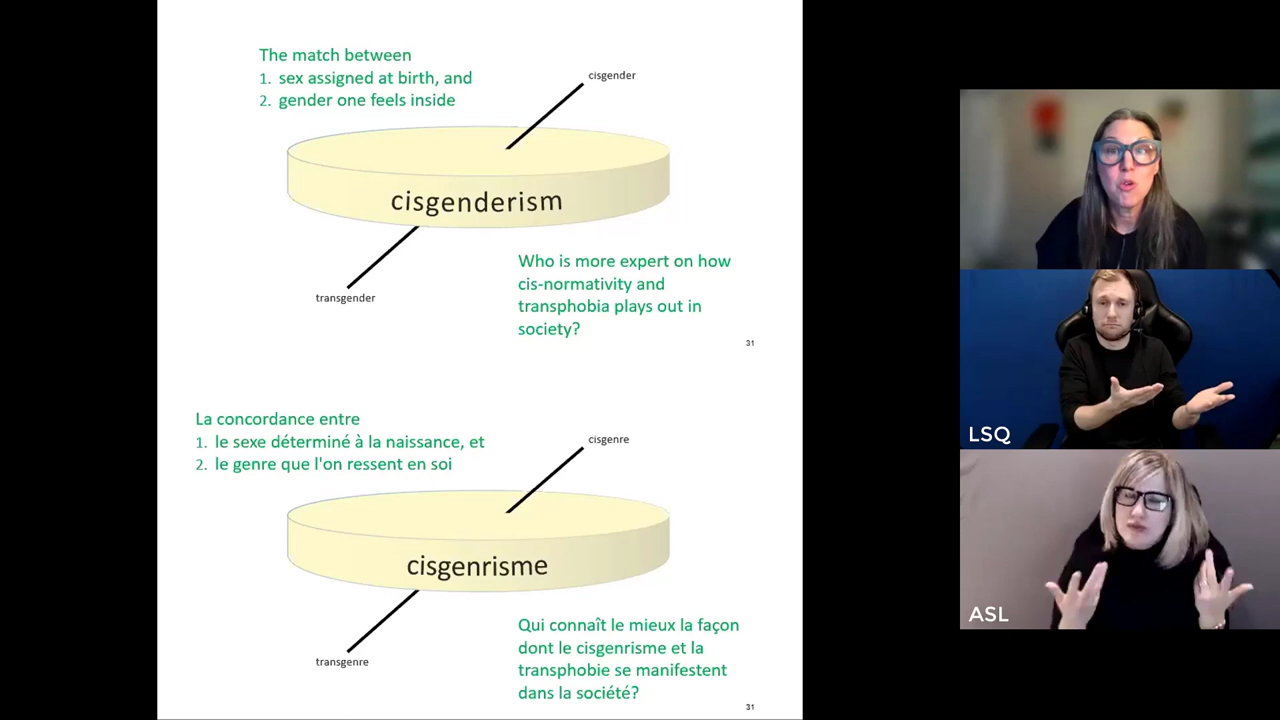 The match between
1. sex assigned at birth, and
2. gender one feels inside
cisgender
cisgenderism
transgender
Who is more expert on how
cis-normativity and
transphobia plays out in
society?
31
La concordance entre
1. le sexe déterminé à la naissance, et
2. le genre que l'on ressent en soi
cisgenre
cisgenrisme
transgenre
Qui connaît le mieux la façon
dont le cisgenrisme et la
transphobie se manifestent
dans la société?
31
LSQ
ASL